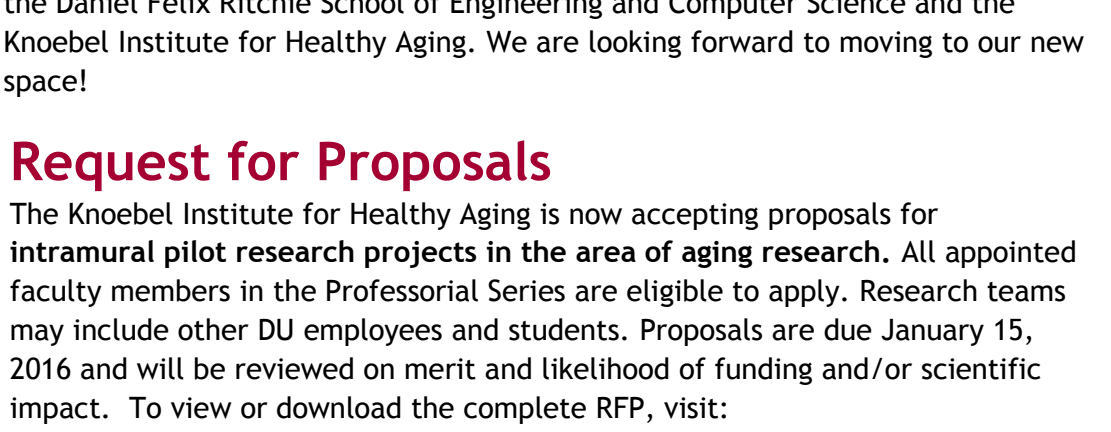 the Daniel Felix Ritchie School of Engineering and Computer Science and the
Knoebel Institute for Healthy Aging. We are looking forward to moving to our new
space!
Request for Proposals
The Knoebel Institute for Healthy Aging is now accepting proposals for
intramural pilot research projects in the area of aging research. All appointed
faculty members in the Professorial Series are eligible to apply. Research teams
may include other DU employees and students. Proposals are due January 15,
2016 and will be reviewed on merit and likelihood of funding and/or scientific
impact.  To view or download the complete RFP, visit: